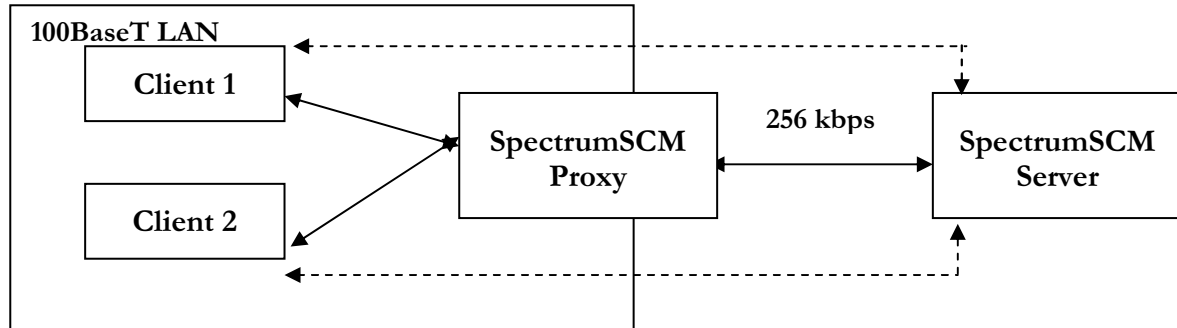 100BaseT LAN
Client 1
256 kbps
SpectrumSCM
Proxy
SpectrumSCM
Server
Client 2